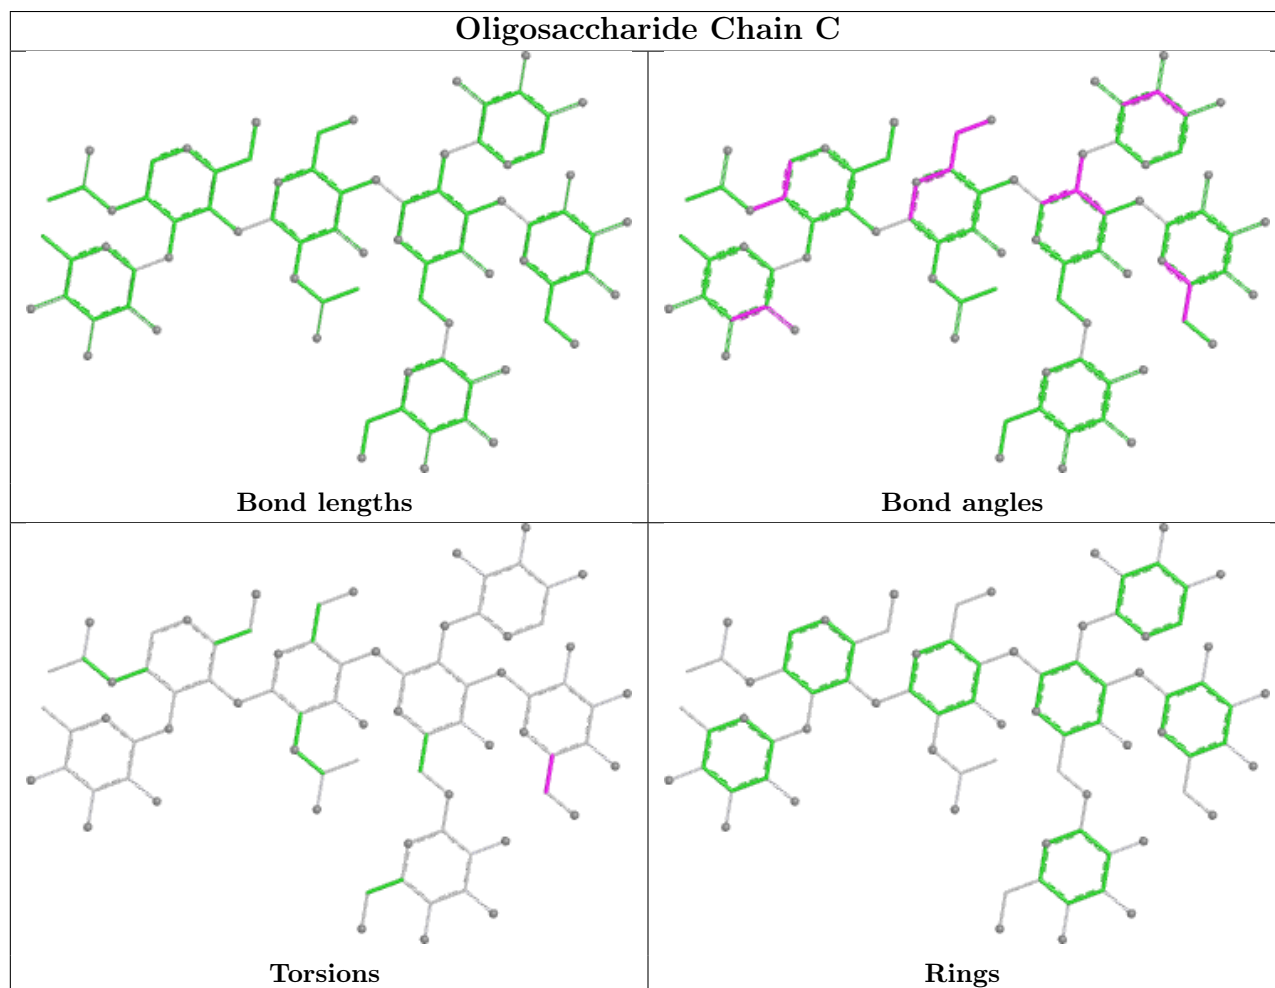 Oligosaccharide Chain C
Bond lengths
Bond angles
Torsions
Rings